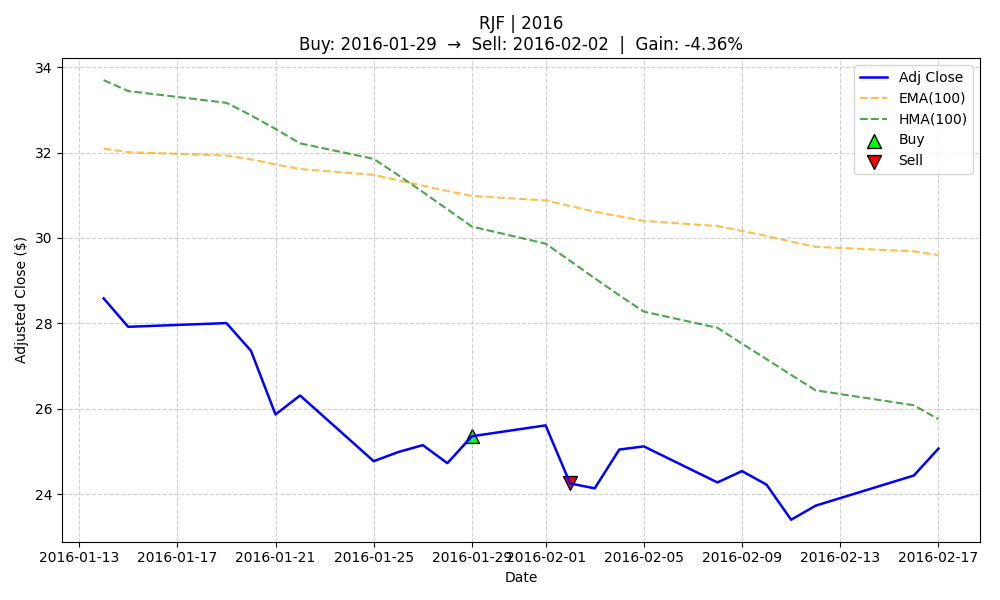 RJF | 2016
Buy: 2016-01-29 → Sell: 2016-02-02 | Gain: -4.36%
Adj Close
EMA(100)
HMA(100)
Buy
Sell
Adjusted Close ($)
34
32
30
28
26
24
2016-01-13 2016-01-17 2016-01-21 2016-01-25 2016-01-29 2016-02-01 2016-02-05 2016-02-09 2016-02-13 2016-02-17
Date